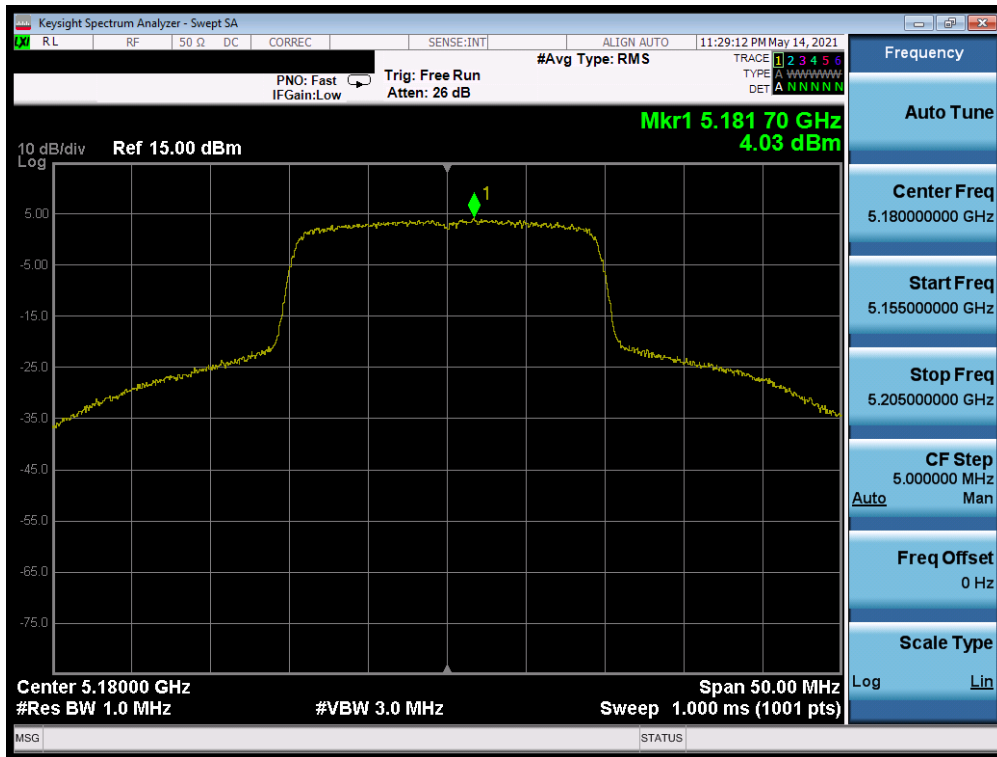 Keysight Spectrum Analyzer - Swept SA
LXI RL RF 50 Ω DC CORREC SENSE:INT ALIGN AUTO 11:29:12 PM May 14, 2021
#Avg Type: RMS
TRACE 1 2 3 4 5 6
TYPE A WWWWW
DET A N N N N N
PNO: Fast
IFGain:Low
Trig: Free Run
Atten: 26 dB
Mkr1 5.181 70 GHz
4.03 dBm
10 dB/div Ref 15.00 dBm
Log
1
5.00
-5.00
-15.0
-25.0
-35.0
-45.0
-55.0
-65.0
-75.0
Center 5.18000 GHz Span 50.00 MHz
#Res BW 1.0 MHz #VBW 3.0 MHz Sweep 1.000 ms (1001 pts)
MSG STATUS
Frequency
Auto Tune
Center Freq
5.180000000 GHz
Start Freq
5.155000000 GHz
Stop Freq
5.205000000 GHz
CF Step
5.000000 MHz
Auto Man
Freq Offset
0 Hz
Scale Type
Log Lin